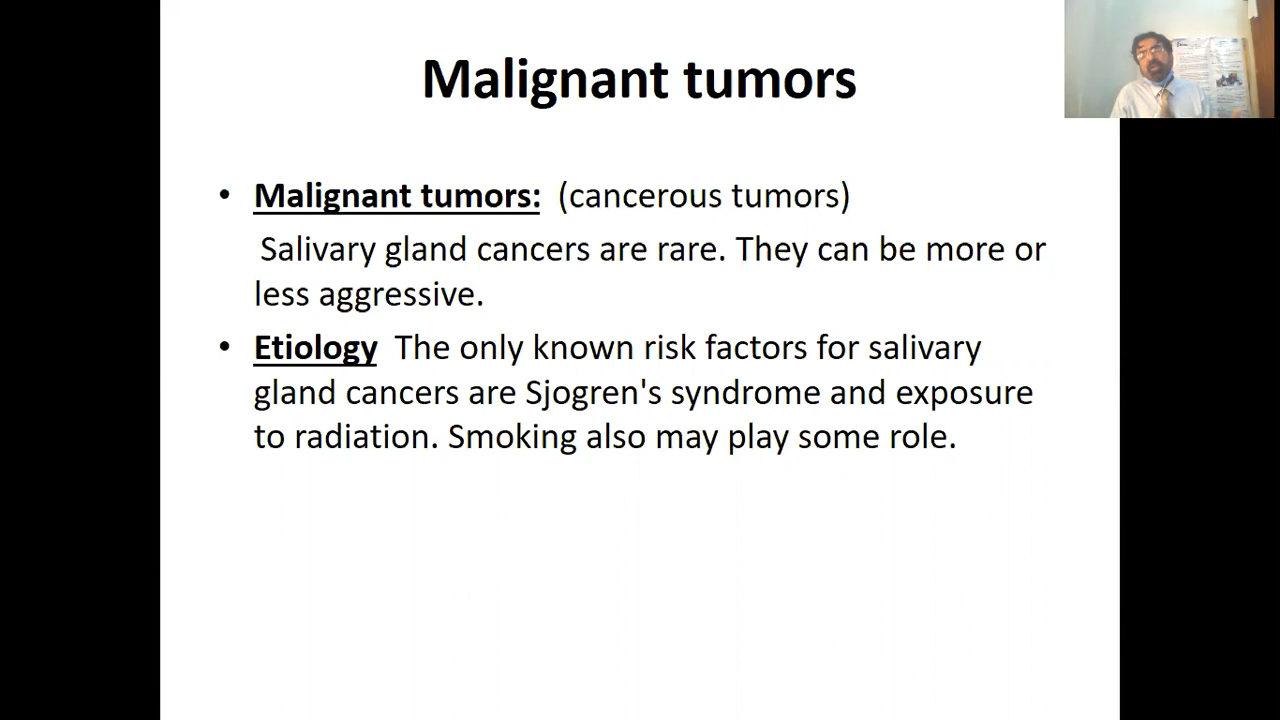 Malignant tumors
• Malignant tumors: (cancerous tumors)
Salivary gland cancers are rare. They can be more or
less aggressive.
• Etiology The only known risk factors for salivary
gland cancers are Sjogren's syndrome and exposure
to radiation. Smoking also may play some role.